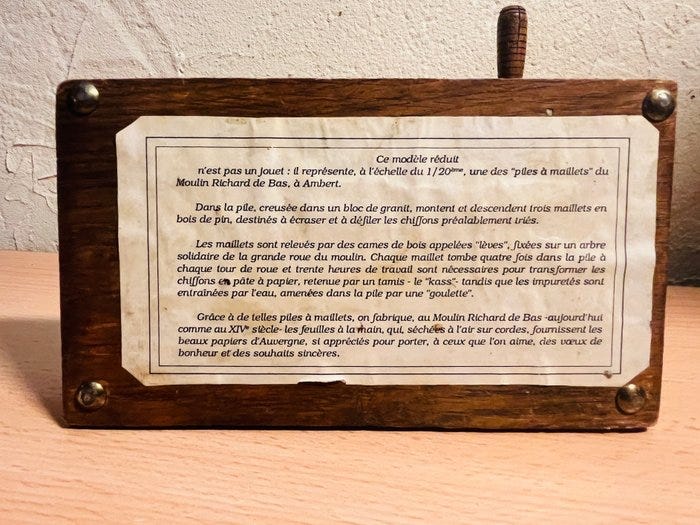 Ce modèle réduit
n'est pas un jouet : il représente, à l'échelle du 1/20ème, une des "piles à maillets" du
Moulin Richard de Bas, à Ambert.
Dans la pile, creusée dans un bloc de granit, montent et descendent trois maillets en
bois de pin, destinés à écraser et à défiler les chiffons préalablement triés.
Les maillets sont relevés par des cames de bois appelées "lèves", fixées sur un arbre
solidaire de la grande roue du moulin. Chaque maillet tombe quatre fois dans la pile à
chaque tour de roue et trente heures de travail sont nécessaires pour transformer les
chiffons en pâte à papier, retenue par un tamis - le "kass"- tandis que les impuretés sont
entraînées par l'eau, amenées dans la pile par une "goulette".
Grâce à de telles piles à maillets, on fabrique, au Moulin Richard de Bas -aujourd'hui
comme au XIVe siècle- les feuilles à la main, qui, séchées à l'air sur cordes, fournissent les
beaux papiers d'Auvergne, si appréciés pour porter, à ceux que l'on aime, des vœux de
bonheur et des souhaits sincères.